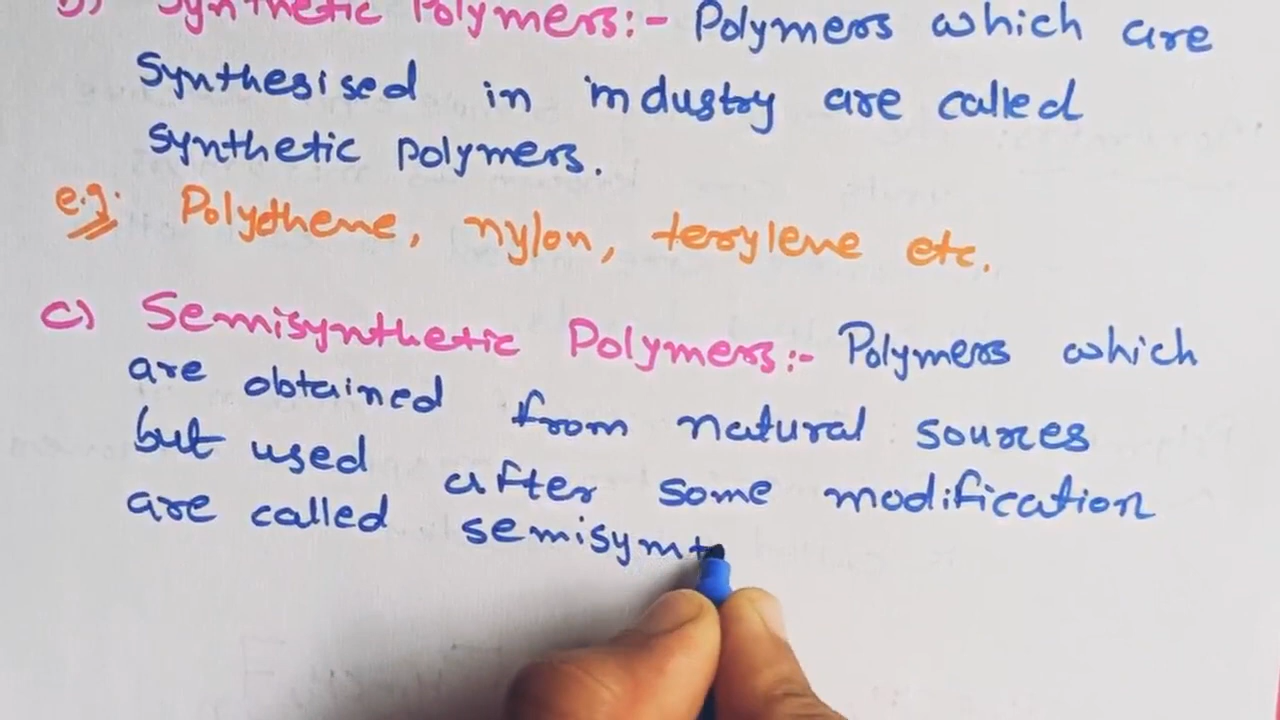 b) Synthetic Polymers:- Polymers which are
Synthesised in industry are called
synthetic polymers.
e.g. Polythene, nylon, terylene etc.
c) Semisynthetic Polymers:- Polymers which
are obtained from natural sources
but used after some modification
are called semisynt